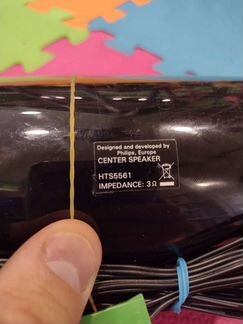 Designed and developed by
Philips, Europe
CENTER SPEAKER
HTS5561
IMPEDANCE: 3Ω